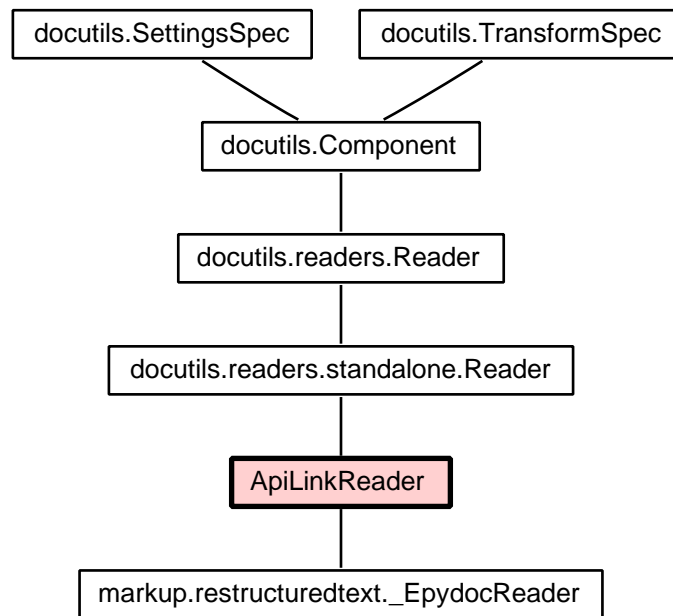 docutils.SettingsSpec
docutils.TransformSpec
docutils.Component
docutils.readers.Reader
docutils.readers.standalone.Reader
ApiLinkReader
markup.restructuredtext._EpydocReader